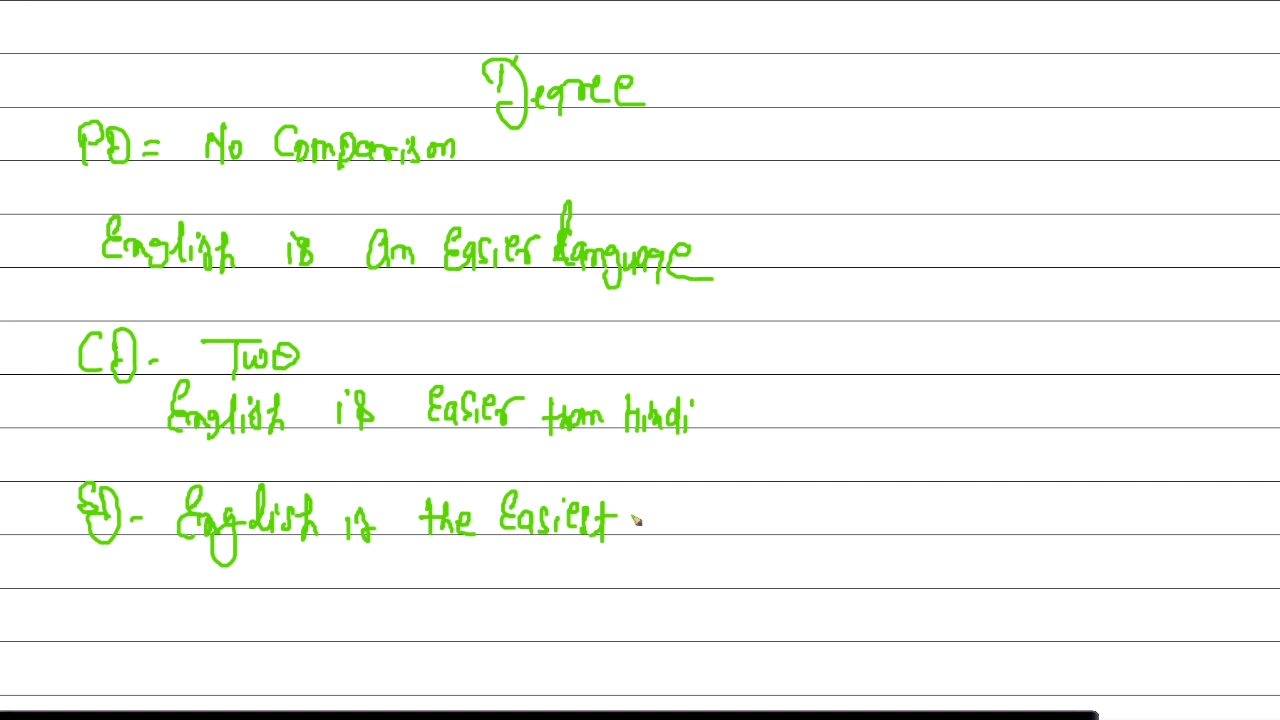 Degree
PD = No Comparison
English is an Easier Language
CD - Two
English is Easier than Hindi
SD - English is the Easiest